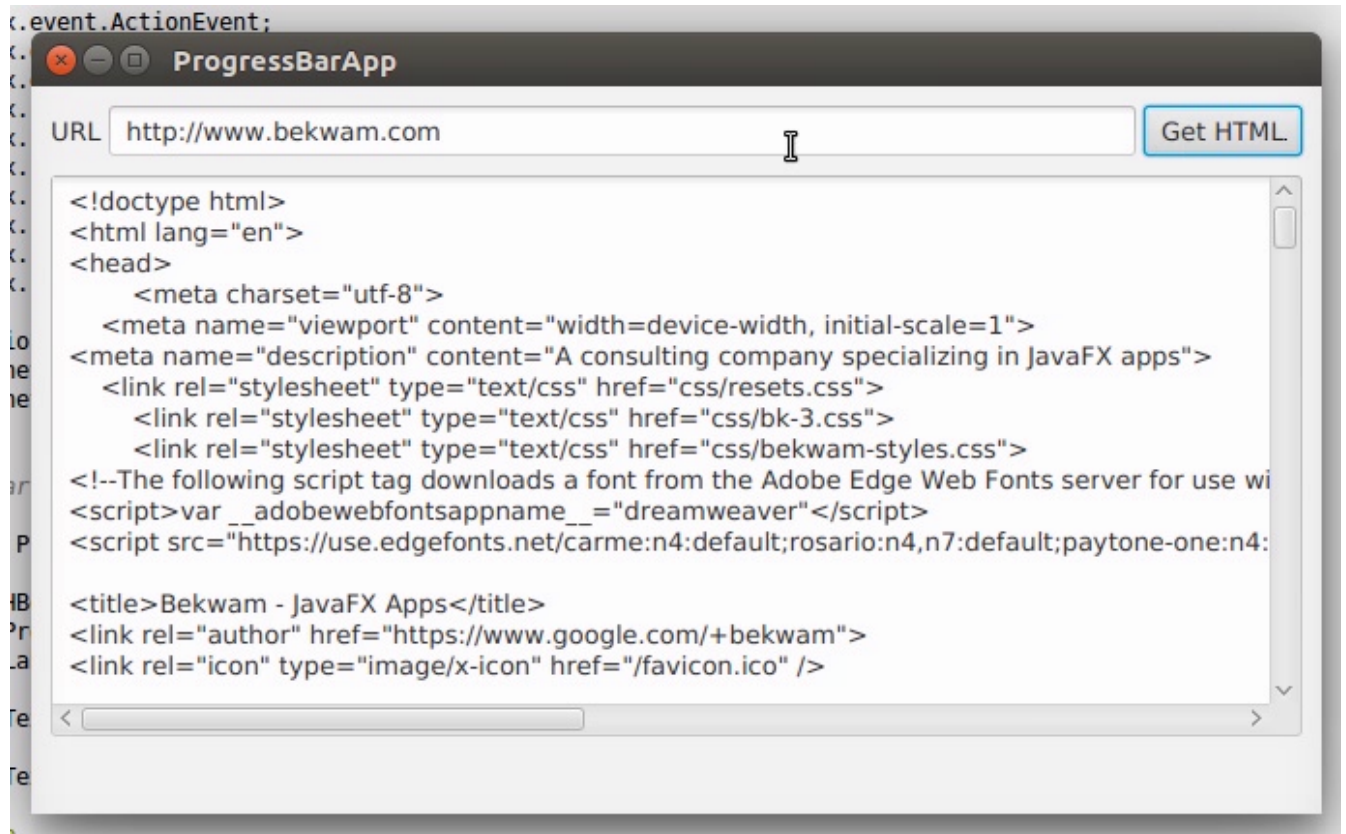 x.event.ActionEvent;
ProgressBarApp
URL http://www.bekwam.com Get HTML
<!doctype html>
<html lang="en">
<head>
<meta charset="utf-8">
<meta name="viewport" content="width=device-width, initial-scale=1">
<meta name="description" content="A consulting company specializing in JavaFX apps">
<link rel="stylesheet" type="text/css" href="css/resets.css">
<link rel="stylesheet" type="text/css" href="css/bk-3.css">
<link rel="stylesheet" type="text/css" href="css/bekwam-styles.css">
<!--The following script tag downloads a font from the Adobe Edge Web Fonts server for use wi
<script>var __adobewebfontsappname__="dreamweaver"</script>
<script src="https://use.edgefonts.net/carme:n4:default;rosario:n4,n7:default;paytone-one:n4:
<title>Bekwam - JavaFX Apps</title>
<link rel="author" href="https://www.google.com/+bekwam">
<link rel="icon" type="image/x-icon" href="/favicon.ico" />